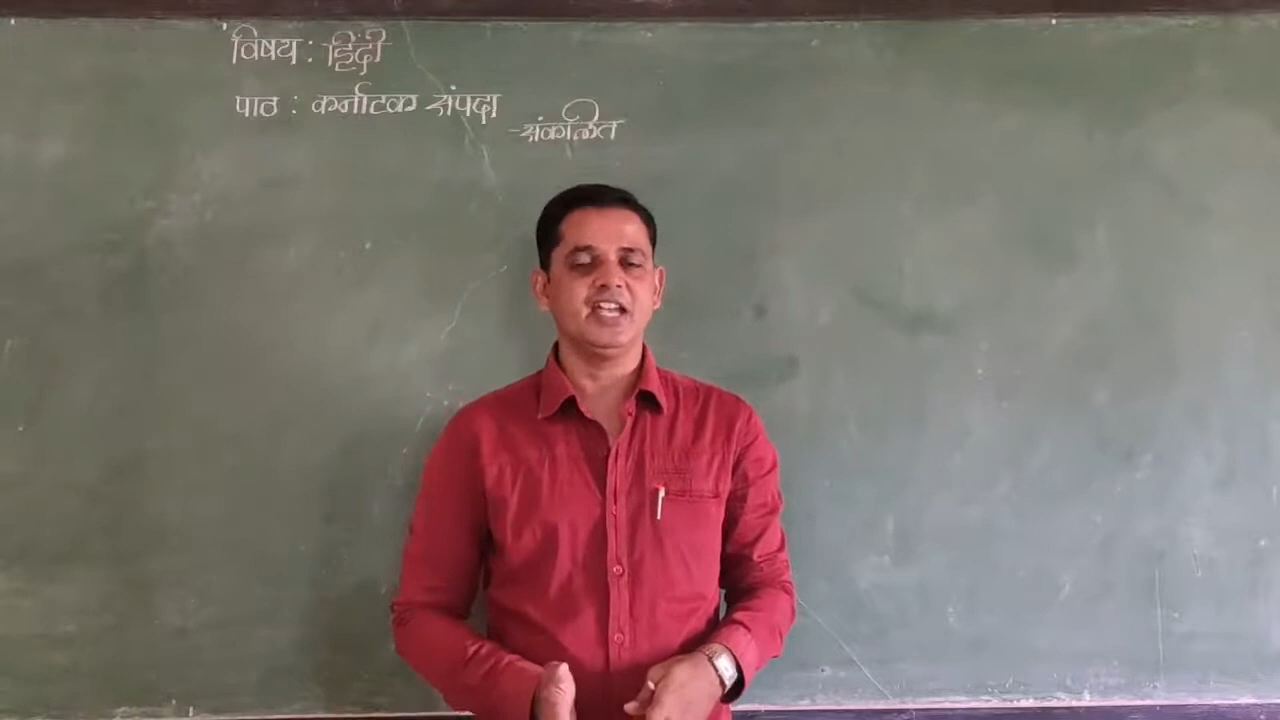 विषय : हिंदी
पाठ : कर्नाटक संपदा
-संकलित